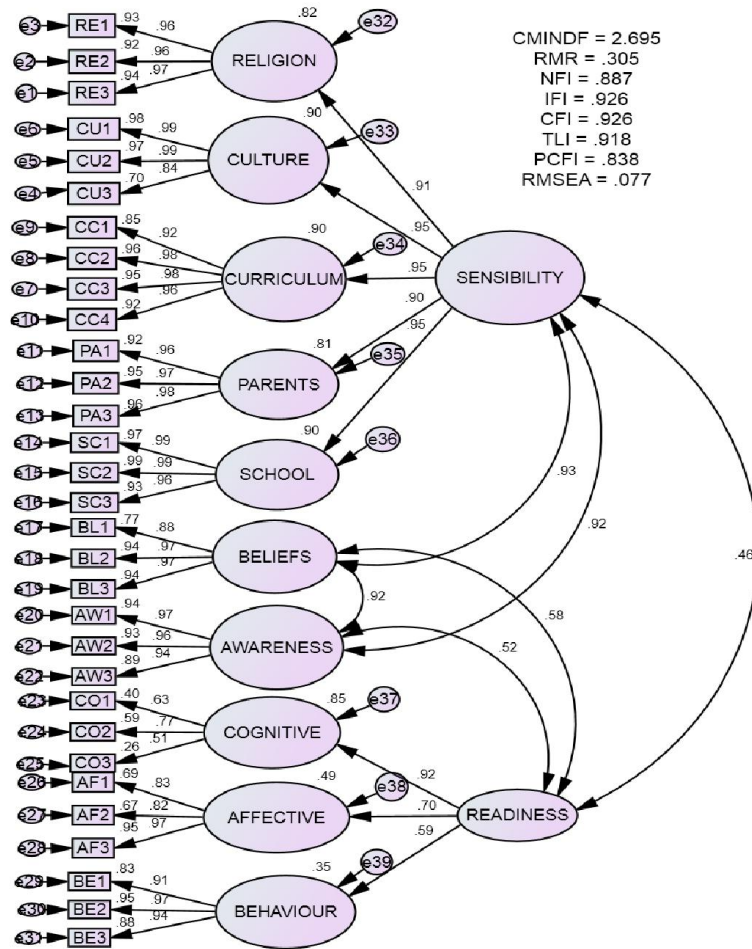 CMINDF = 2.695
RMR = .305
NFI = .887
IFI = .926
CFI = .926
TLI = .918
PCFI = .838
RMSEA = .077
e3 RE1 .93 .96
e2 RE2 .92 .96
e1 RE3 .94 .97
RELIGION .82 e32
e6 CU1 .98 .99
e5 CU2 .97 .99
e4 CU3 .70 .84
CULTURE .90 e33
e9 CC1 .85 .92
e8 CC2 .96 .98
e7 CC3 .95 .98
e10 CC4 .92 .96
CURRICULUM .90 e34
e11 PA1 .92 .96
e12 PA2 .95 .97
e13 PA3 .96 .98
PARENTS .81 e35
e14 SC1 .97 .99
e15 SC2 .99 .99
e16 SC3 .93 .96
SCHOOL .90 e36
SENSIBILITY
.91
.95
.95
.90
.95
e17 BL1 .77 .88
e18 BL2 .94 .97
e19 BL3 .94 .97
BELIEFS
e20 AW1 .94 .97
e21 AW2 .93 .96
e22 AW3 .89 .94
AWARENESS
.93
.92
.46
.92
.58
.52
e23 CO1 .40 .63
e24 CO2 .59 .77
e25 CO3 .26 .51
COGNITIVE .85 e37
e26 AF1 .69 .83
e27 AF2 .67 .82
e28 AF3 .95 .97
AFFECTIVE .49 e38
e29 BE1 .83 .91
e30 BE2 .95 .97
e31 BE3 .88 .94
BEHAVIOUR .35 e39
READINESS
.92
.70
.59